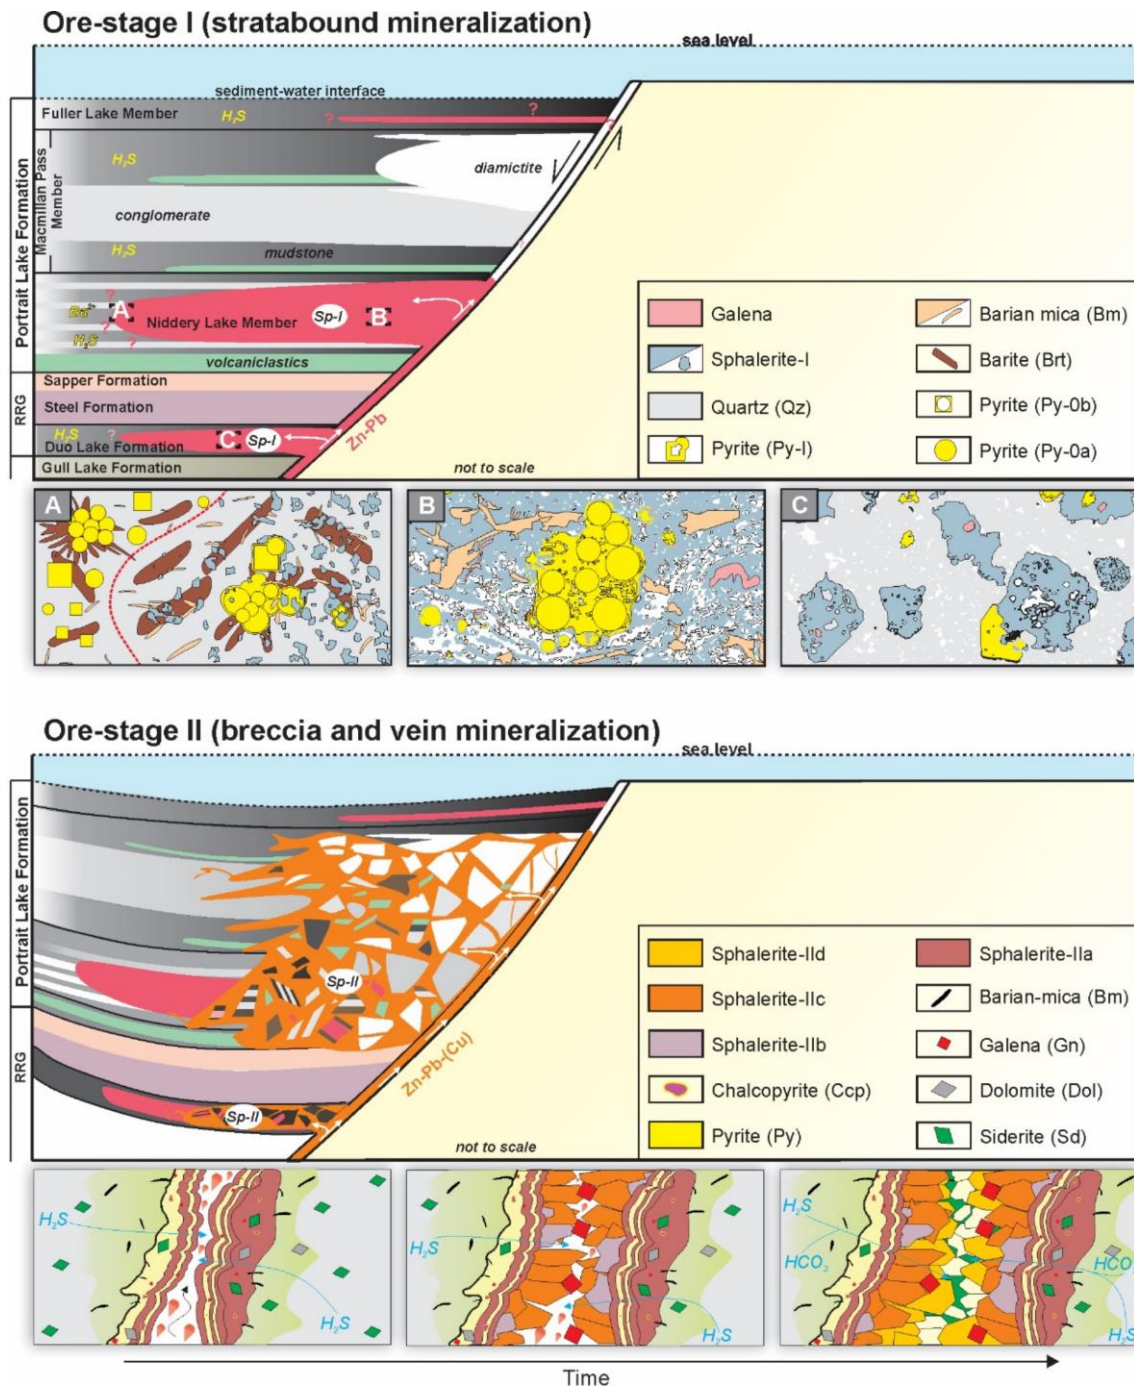 Ore-stage I (stratabound mineralization)
sea level
sediment-water interface
Fuller Lake Member
H₂S
?
?
?
Portrait Lake Formation
Macmillan Pass
Member
H₂S
diamictite
conglomerate
H₂S
mudstone
?
Ba²⁺
A
?
H₂S
?
Niddery Lake Member
Sp-I
B
volcaniclastics
RRG
Sapper Formation
Steel Formation
H₂S
?
C
Sp-I
Duo Lake Formation
Gull Lake Formation
Zn-Pb
not to scale
Galena
Barian mica (Bm)
Sphalerite-I
Barite (Brt)
Quartz (Qz)
Pyrite (Py-0b)
Pyrite (Py-I)
Pyrite (Py-0a)
A
B
C
Ore-stage II (breccia and vein mineralization)
sea level
Portrait Lake Formation
RRG
Sp-II
Sp-II
Zn-Pb-(Cu)
not to scale
Sphalerite-IId
Sphalerite-IIa
Sphalerite-IIc
Barian-mica (Bm)
Sphalerite-IIb
Galena (Gn)
Chalcopyrite (Ccp)
Dolomite (Dol)
Pyrite (Py)
Siderite (Sd)
H₂S
H₂S
H₂S
H₂S
H₂S
HCO₃
HCO₃
H₂S
Time